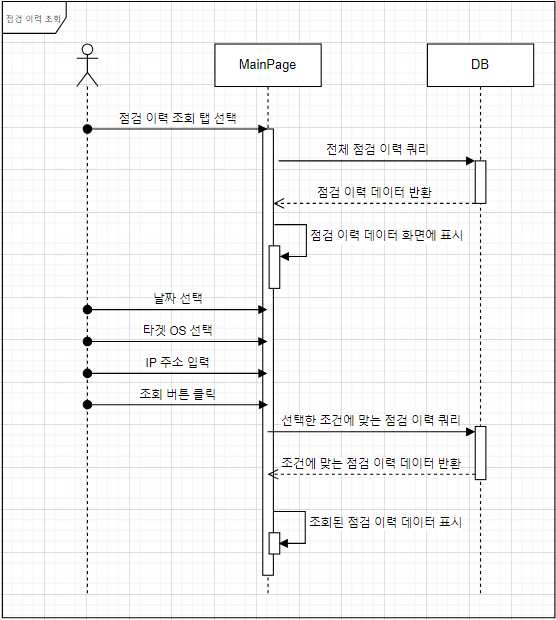 점검 이력 조회
MainPage
DB
점검 이력 조회 탭 선택
전체 점검 이력 쿼리
점검 이력 데이터 반환
점검 이력 데이터 화면에 표시
날짜 선택
타겟 OS 선택
IP 주소 입력
조회 버튼 클릭
선택한 조건에 맞는 점검 이력 쿼리
조건에 맞는 점검 이력 데이터 반환
조회된 점검 이력 데이터 표시